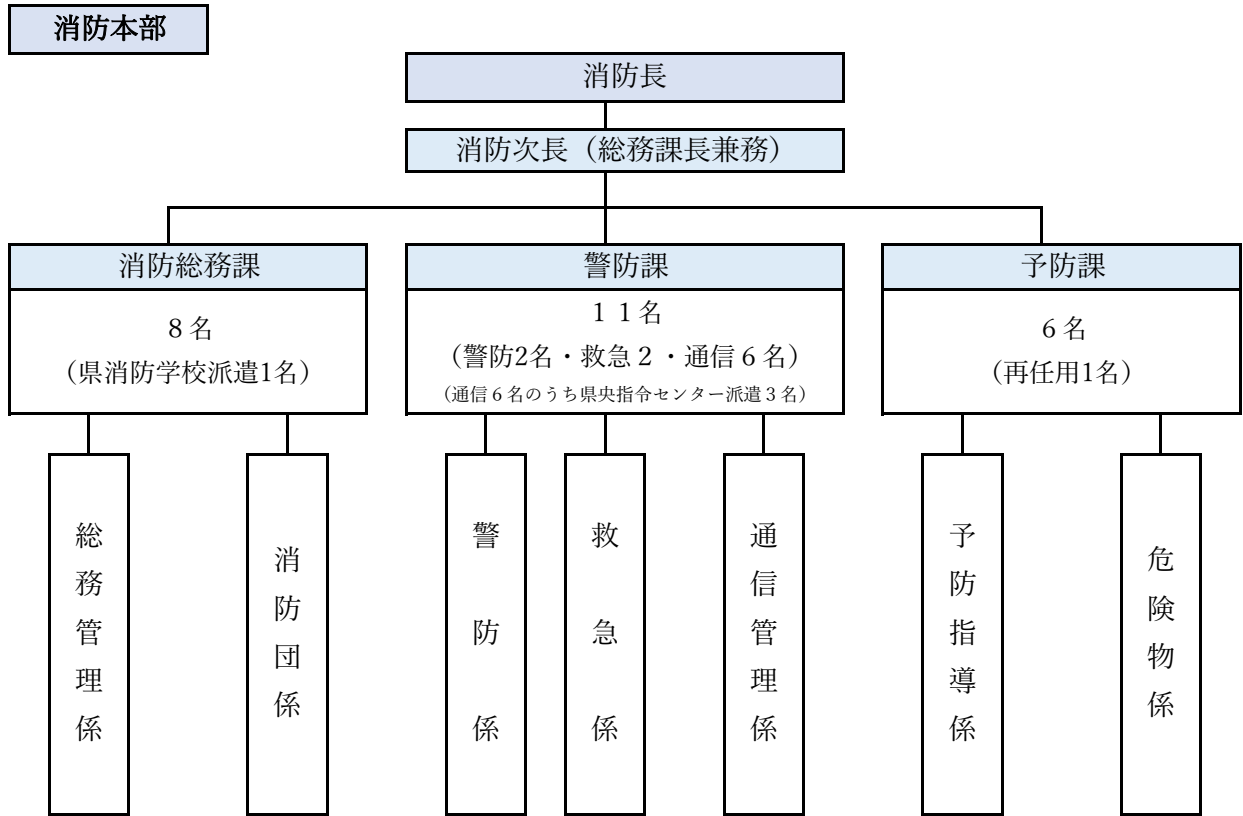 消防本部
消防長
消防次長（総務課長兼務）
消防総務課
８名
（県消防学校派遣1名）
警防課
１１名
（警防2名・救急２・通信６名）
（通信６名のうち県央指令センター派遣３名）
予防課
６名
（再任用1名）
総務管理係
消防団係
警防係
救急係
通信管理係
予防指導係
危険物係